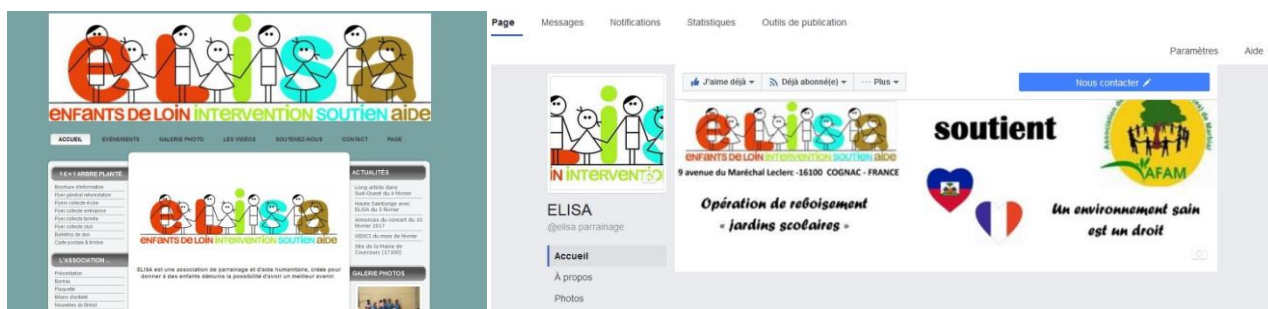 eLisa
enfants de loin intervention soutien aide
ACCUEIL EVÉNEMENTS GALERIE PHOTO LES VIDÉOS SOUTENEZ-NOUS CONTACT PAGE
1 € = 1 ARBRE PLANTÉ
Brochure d'information
Flyer général reforestation
Flyers collecte école
Flyer collecte entreprise
Flyer collecte famille
Flyer collecte club
Bulletins de don
Carte postale & timbre
L'ASSOCIATION ...
Présentation
Bureau
Plaquette
Bilans d'activité
Nouvelles du Brésil
eLisa
enfants de loin intervention soutien aide
ELISA est une association de parrainage et d'aide humanitaire, créée pour
donner à des enfants démunis la possibilité d'avoir un meilleur avenir.
ACTUALITÉS
Long article dans
Sud-Ouest du 4 février
Haute Saintonge avec
ELISA du 3 février
Annonces du concert du 10
février 2017
VIDICI du mois de février
Site de la Mairie de
GALERIE PHOTOS
Page Messages Notifications Statistiques Outils de publication
Paramètres Aide
IN INTERVENTIO
ELISA
@elisa.parrainage
Accueil
À propos
Photos
J'aime déjà Déjà abonné(e) Plus
Nous contacter
eLisa
enfants de loin intervention soutien aide
9 avenue du Maréchal Leclerc -16100 COGNAC - FRANCE
Opération de reboisement
« jardins scolaires »
soutient
AFAM
Un environnement sain
est un droit